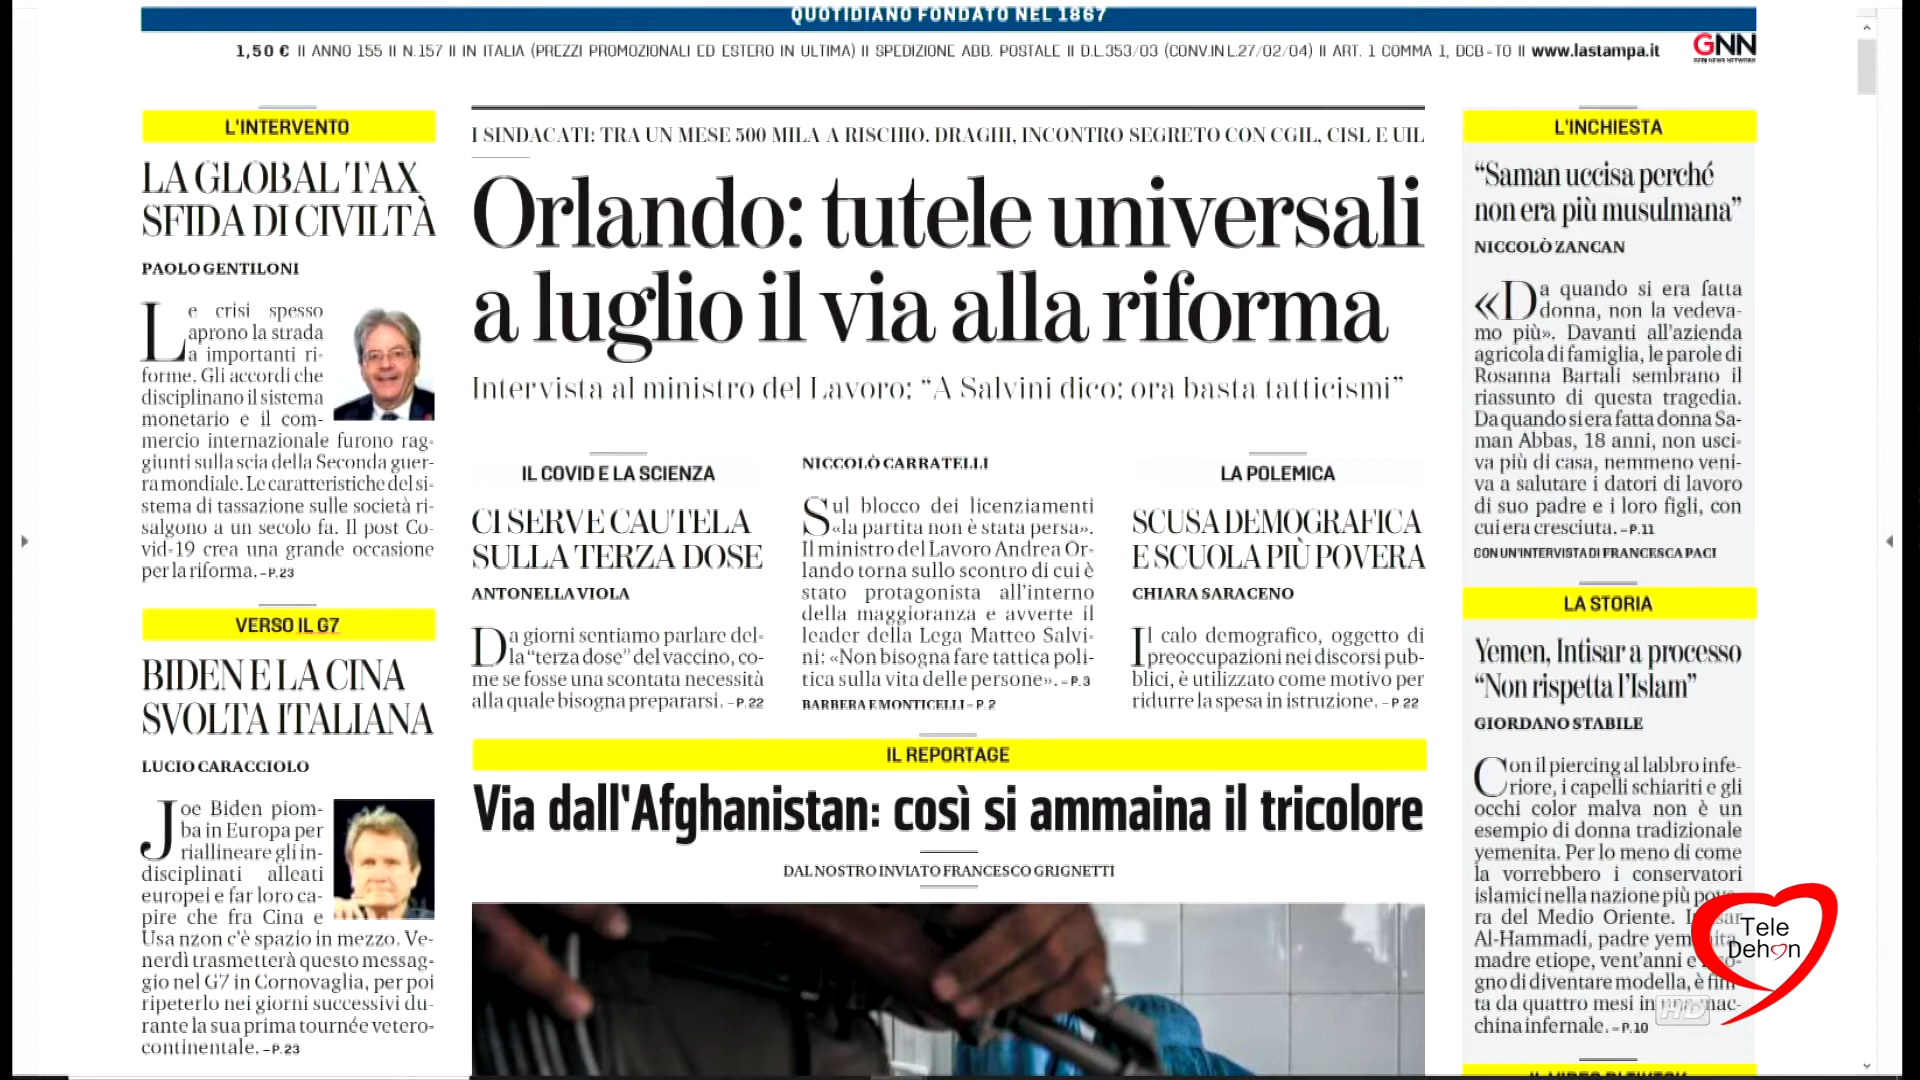 QUOTIDIANO FONDATO NEL 1867
1,50 € II ANNO 155 II N.157 II IN ITALIA (PREZZI PROMOZIONALI ED ESTERO IN ULTIMA) II SPEDIZIONE ABB. POSTALE II D.L.353/03 (CONV.IN L.27/02/04) II ART. 1 COMMA 1, DCB-TO II www.lastampa.it
GNN
GEDI NEWS NETWORK
L'INTERVENTO
LA GLOBAL TAX
SFIDA DI CIVILTÀ
PAOLO GENTILONI
Le crisi spesso
aprono la strada
a importanti ri-
forme. Gli accordi che
disciplinano il sistema
monetario e il com-
mercio internazionale furono rag-
giunti sulla scia della Seconda guer-
ra mondiale. Le caratteristiche del si-
stema di tassazione sulle società ri-
salgono a un secolo fa. Il post Co-
vid-19 crea una grande occasione
per la riforma. – P. 23
VERSO IL G7
BIDEN E LA CINA
SVOLTA ITALIANA
LUCIO CARACCIOLO
Joe Biden piom-
ba in Europa per
riallineare gli in-
disciplinati alleati
europei e far loro ca-
pire che fra Cina e
Usa nzon c'è spazio in mezzo. Ve-
nerdì trasmetterà questo messag-
gio nel G7 in Cornovaglia, per poi
ripeterlo nei giorni successivi du-
rante la sua prima tournée vetero-
continentale. – P. 23
I SINDACATI: TRA UN MESE 500 MILA A RISCHIO. DRAGHI, INCONTRO SEGRETO CON CGIL, CISL E UIL
Orlando: tutele universali
a luglio il via alla riforma
Intervista al ministro del Lavoro: “A Salvini dico: ora basta tatticismi”
IL COVID E LA SCIENZA
CI SERVE CAUTELA
SULLA TERZA DOSE
ANTONELLA VIOLA
Da giorni sentiamo parlare del-
la “terza dose” del vaccino, co-
me se fosse una scontata necessità
alla quale bisogna prepararsi. – P. 22
NICCOLÒ CARRATELLI
Sul blocco dei licenziamenti
«la partita non è stata persa».
Il ministro del Lavoro Andrea Or-
lando torna sullo scontro di cui è
stato protagonista all'interno
della maggioranza e avverte il
leader della Lega Matteo Salvi-
ni: «Non bisogna fare tattica poli-
tica sulla vita delle persone». – P. 3
BARBERA E MONTICELLI – P. 2
LA POLEMICA
SCUSA DEMOGRAFICA
E SCUOLA PIÙ POVERA
CHIARA SARACENO
Il calo demografico, oggetto di
preoccupazioni nei discorsi pub-
blici, è utilizzato come motivo per
ridurre la spesa in istruzione. – P. 22
IL REPORTAGE
Via dall'Afghanistan: così si ammaina il tricolore
DAL NOSTRO INVIATO FRANCESCO GRIGNETTI
L'INCHIESTA
“Saman uccisa perché
non era più musulmana”
NICCOLÒ ZANCAN
«Da quando si era fatta
donna, non la vedeva-
mo più». Davanti all'azienda
agricola di famiglia, le parole di
Rosanna Bartali sembrano il
riassunto di questa tragedia.
Da quando si era fatta donna Sa-
man Abbas, 18 anni, non usci-
va più di casa, nemmeno veni-
va a salutare i datori di lavoro
di suo padre e i loro figli, con
cui era cresciuta. – P. 11
CON UN'INTERVISTA DI FRANCESCA PACI
LA STORIA
Yemen, Intisar a processo
“Non rispetta l'Islam”
GIORDANO STABILE
Con il piercing al labbro infe-
riore, i capelli schiariti e gli
occhi color malva non è un
esempio di donna tradizionale
yemenita. Per lo meno di come
la vorrebbero i conservatori
islamici nella nazione più pove-
ra del Medio Oriente.
Al-Hammadi, padre yemenita
madre etiope, vent'anni e
gno di diventare modella, è fini-
ta da quattro mesi in
china infernale. – P. 10
IL VIDEO DI TIKTOK
Tele
Dehon
HD